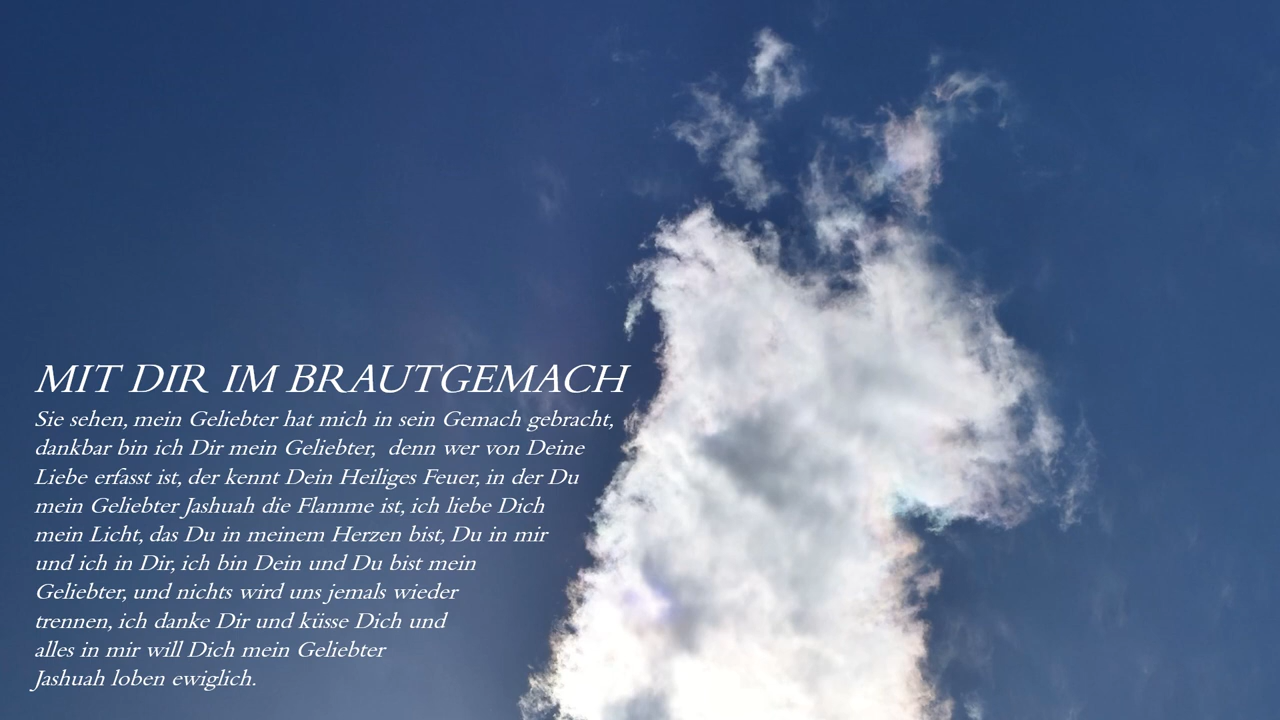 MIT DIR IM BRAUTGEMACH
Sie sehen, mein Geliebter hat mich in sein Gemach gebracht,
dankbar bin ich Dir mein Geliebter,  denn wer von Deine
Liebe erfasst ist, der kennt Dein Heiliges Feuer, in der Du
mein Geliebter Jashuah die Flamme ist, ich liebe Dich
mein Licht, das Du in meinem Herzen bist, Du in mir
und ich in Dir, ich bin Dein und Du bist mein
Geliebter, und nichts wird uns jemals wieder
trennen, ich danke Dir und küsse Dich und
alles in mir will Dich mein Geliebter
Jashuah loben ewiglich.